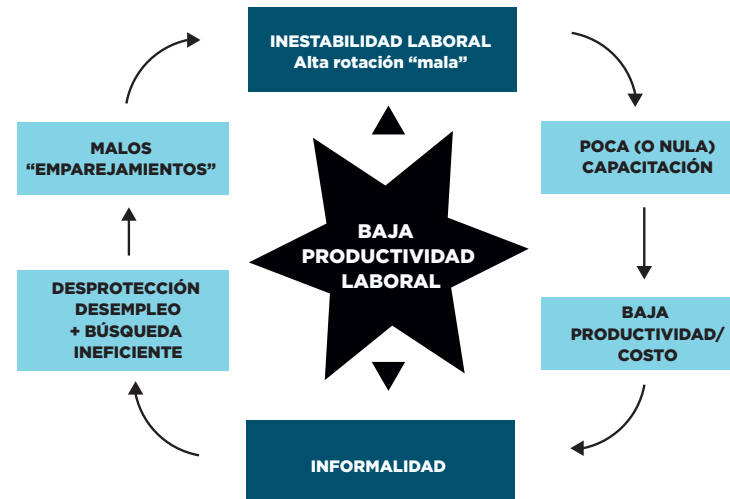 INESTABILIDAD LABORAL
Alta rotación “mala”
POCA (O NULA)
CAPACITACIÓN
BAJA
PRODUCTIVIDAD/
COSTO
INFORMALIDAD
DESPROTECCIÓN
DESEMPLEO
+ BÚSQUEDA
INEFICIENTE
MALOS
“EMPAREJAMIENTOS”
BAJA
PRODUCTIVIDAD
LABORAL